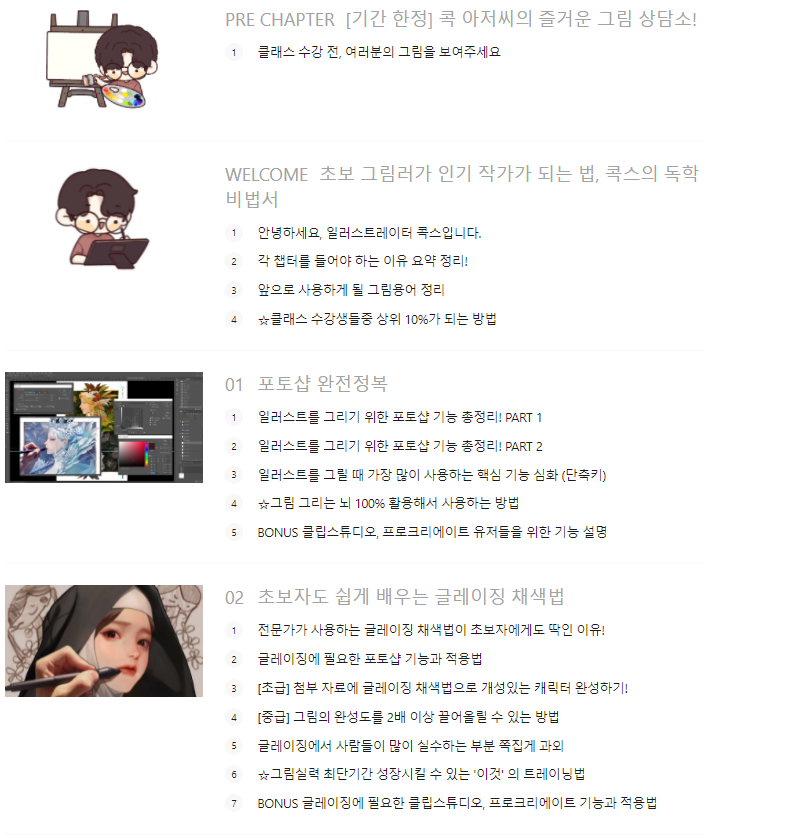 PRE CHAPTER [기간 한정] 콕 아저씨의 즐거운 그림 상담소!
1 클래스 수강 전, 여러분의 그림을 보여주세요
WELCOME 초보 그림러가 인기 작가가 되는 법, 콕스의 독학
비법서
1 안녕하세요, 일러스트레이터 콕스입니다.
2 각 챕터를 들어야 하는 이유 요약 정리!
3 앞으로 사용하게 될 그림용어 정리
4 ☆클래스 수강생들중 상위 10%가 되는 방법
01 포토샵 완전정복
1 일러스트를 그리기 위한 포토샵 기능 총정리! PART 1
2 일러스트를 그리기 위한 포토샵 기능 총정리! PART 2
3 일러스트를 그릴 때 가장 많이 사용하는 핵심 기능 심화 (단축키)
4 ☆그림 그리는 뇌 100% 활용해서 사용하는 방법
5 BONUS 클립스튜디오, 프로크리에이트 유저들을 위한 기능 설명
02 초보자도 쉽게 배우는 글레이징 채색법
1 전문가가 사용하는 글레이징 채색법이 초보자에게도 딱인 이유!
2 글레이징에 필요한 포토샵 기능과 적용법
3 [초급] 첨부 자료에 글레이징 채색법으로 개성있는 캐릭터 완성하기!
4 [중급] 그림의 완성도를 2배 이상 끌어올릴 수 있는 방법
5 글레이징에서 사람들이 많이 실수하는 부분 쪽집게 과외
6 ☆그림실력 최단기간 성장시킬 수 있는 '이것' 의 트레이닝법
7 BONUS 글레이징에 필요한 클립스튜디오, 프로크리에이트 기능과 적용법